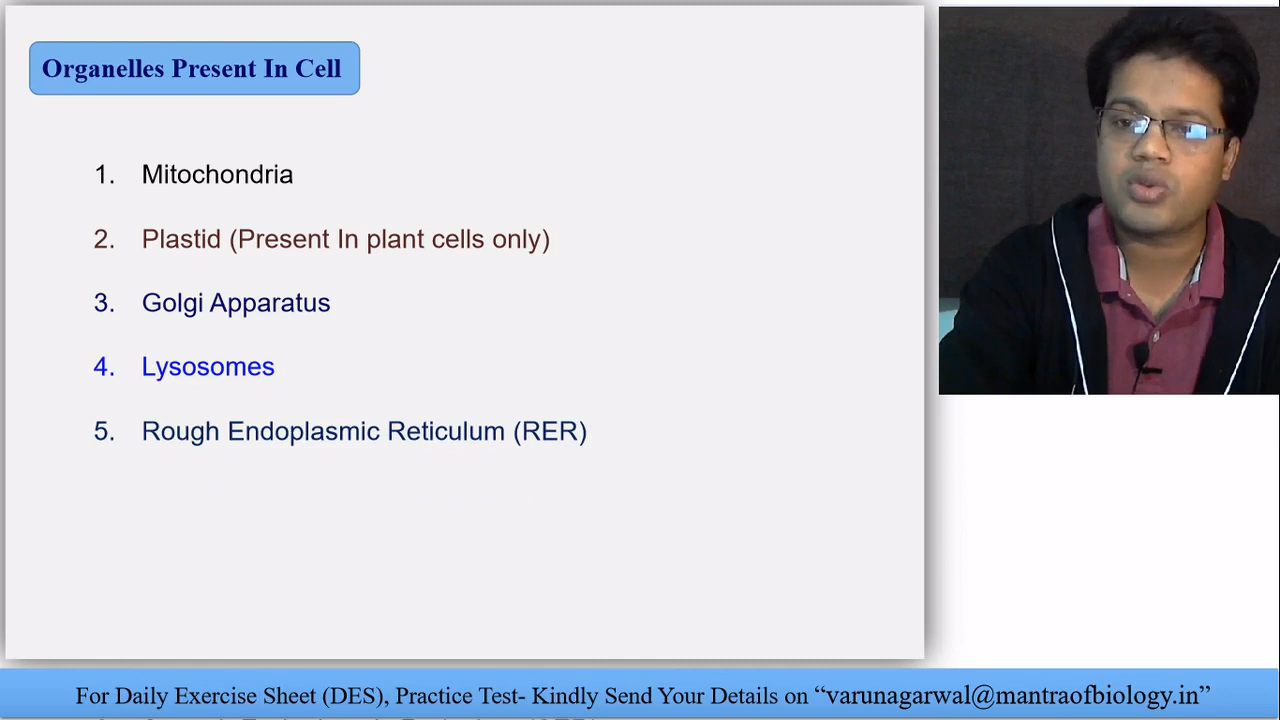 Organelles Present In Cell
1. Mitochondria
2. Plastid (Present In plant cells only)
3. Golgi Apparatus
4. Lysosomes
5. Rough Endoplasmic Reticulum (RER)
For Daily Exercise Sheet (DES), Practice Test- Kindly Send Your Details on “varunagarwal@mantraofbiology.in”